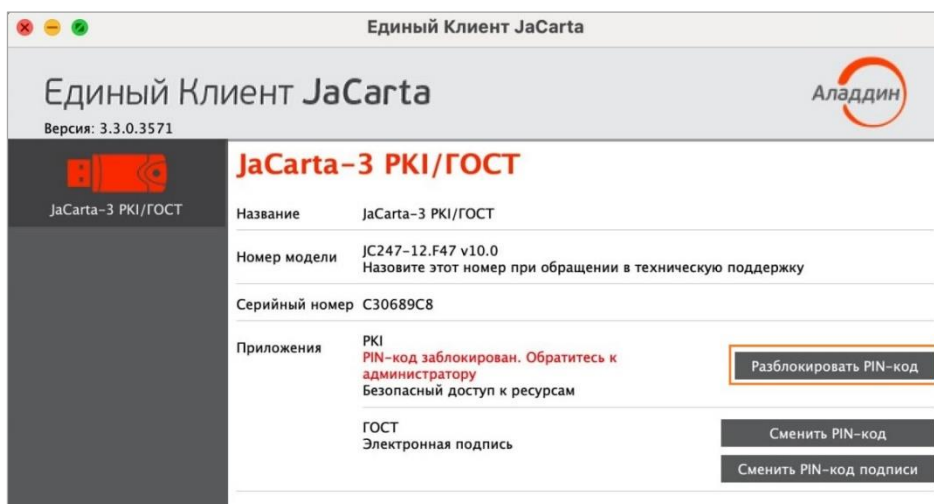 Единый Клиент JaCarta
Единый Клиент JaCarta
Аладдин
Версия: 3.3.0.3571
JaCarta-3 PKI/ГОСТ
JaCarta-3 PKI/ГОСТ
Название JaCarta-3 PKI/ГОСТ
Номер модели JC247-12.F47 v10.0
Назовите этот номер при обращении в техническую поддержку
Серийный номер C30689C8
Приложения PKI
PIN-код заблокирован. Обратитесь к
администратору
Безопасный доступ к ресурсам
Разблокировать PIN-код
ГОСТ
Электронная подпись
Сменить PIN-код
Сменить PIN-код подписи